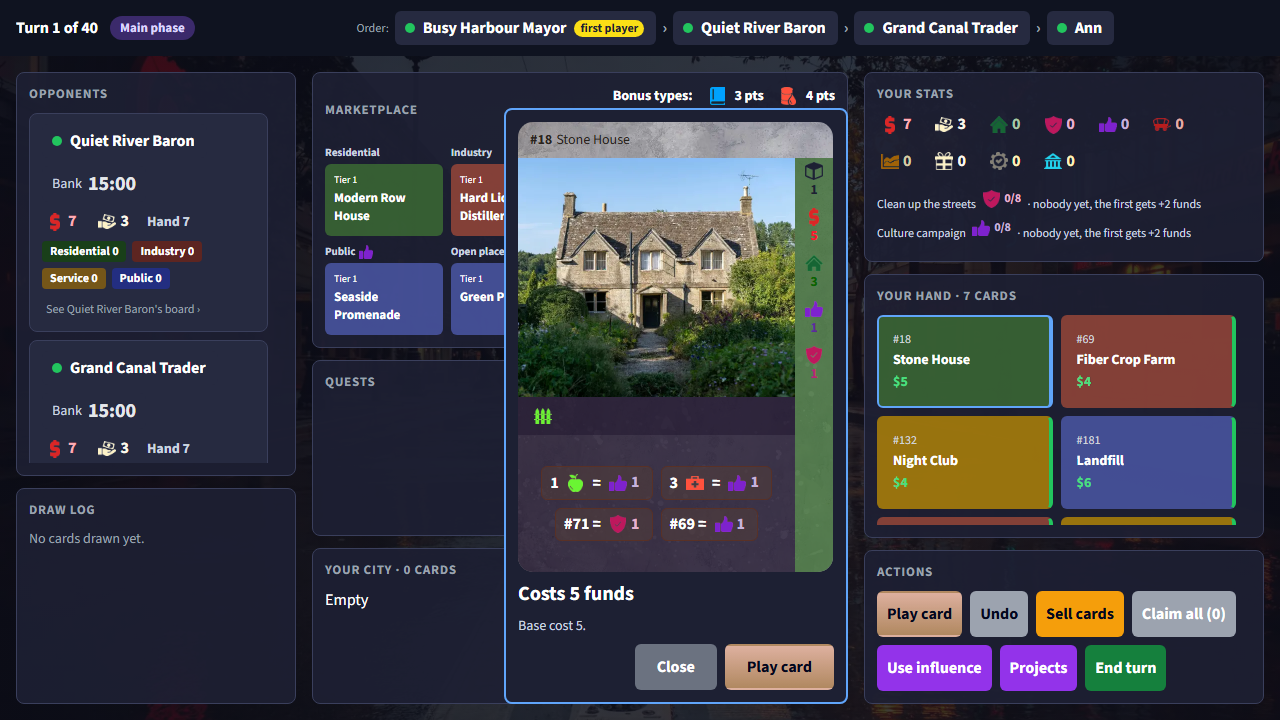 Turn 1 of 40
Main phase
Order:
Busy Harbour Mayor
first player
›
Quiet River Baron
›
Grand Canal Trader
›
Ann
OPPONENTS
Quiet River Baron
Bank 15:00
7
3
Hand 7
Residential 0
Industry 0
Service 0
Public 0
See Quiet River Baron's board ›
Grand Canal Trader
Bank 15:00
7
3
Hand 7
DRAW LOG
No cards drawn yet.
Bonus types:
3 pts
4 pts
MARKETPLACE
Residential
Industry
Tier 1
Modern Row
House
Tier 1
Public
Open place
Tier 1
Seaside
Promenade
Tier 1
QUESTS
YOUR CITY · 0 CARDS
Empty
#18 Stone House
1
$
5
3
1
1
1 = 1
3 = 1
#71 = 1
#69 = 1
Costs 5 funds
Base cost 5.
Close
Play card
YOUR STATS
7
3
0
0
0
0
0
0
0
0
Clean up the streets 0/8 · nobody yet, the first gets +2 funds
Culture campaign 0/8 · nobody yet, the first gets +2 funds
YOUR HAND · 7 CARDS
#18
Stone House
$5
#69
Fiber Crop Farm
$4
#132
Night Club
$4
#181
Landfill
$6
ACTIONS
Play card
Undo
Sell cards
Claim all (0)
Use influence
Projects
End turn